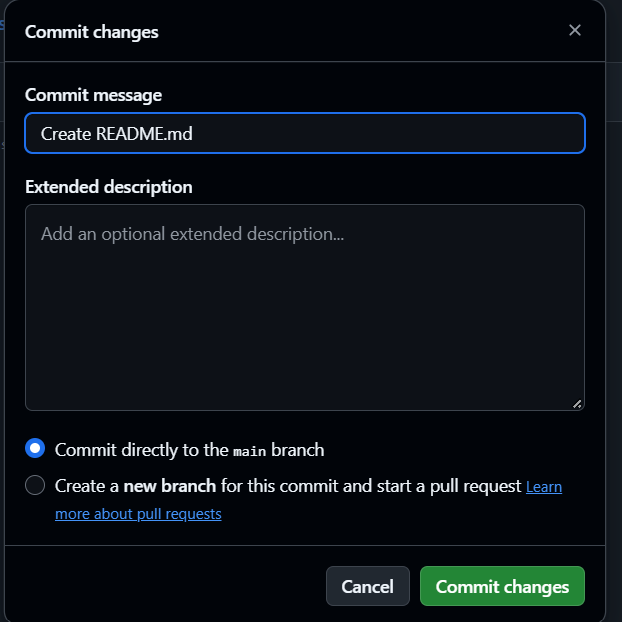 Commit changes
Commit message
Create README.md
Extended description
Add an optional extended description...
Commit directly to the main branch
Create a new branch for this commit and start a pull request Learn
more about pull requests
Cancel
Commit changes